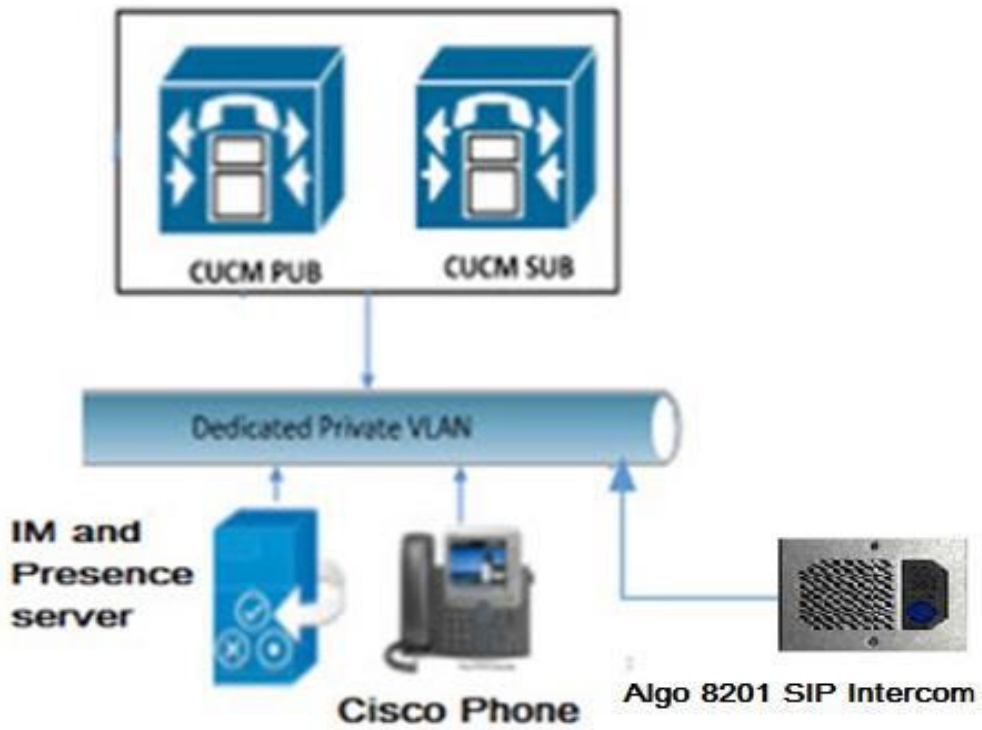 CUCM PUB
CUCM SUB
Dedicated Private VLAN
IM and
Presence
server
Cisco Phone
Algo 8201 SIP Intercom